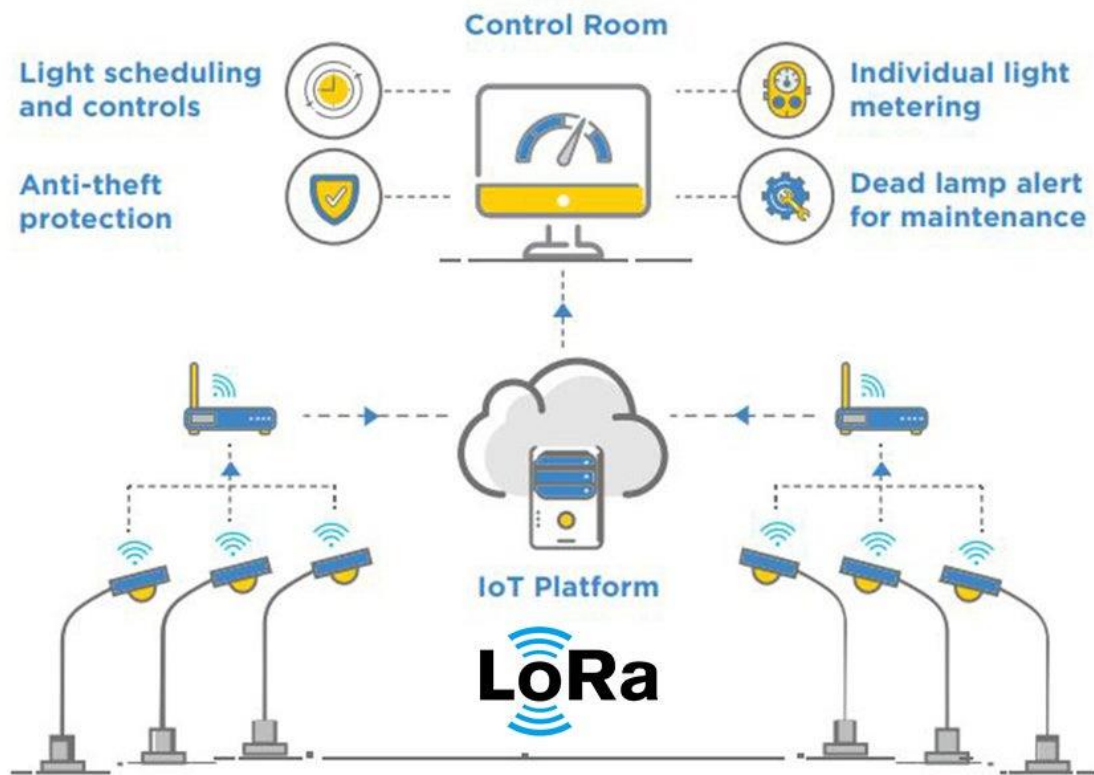 Control Room
Light scheduling
and controls
Individual light
metering
Anti-theft
protection
Dead lamp alert
for maintenance
IoT Platform
LoRa